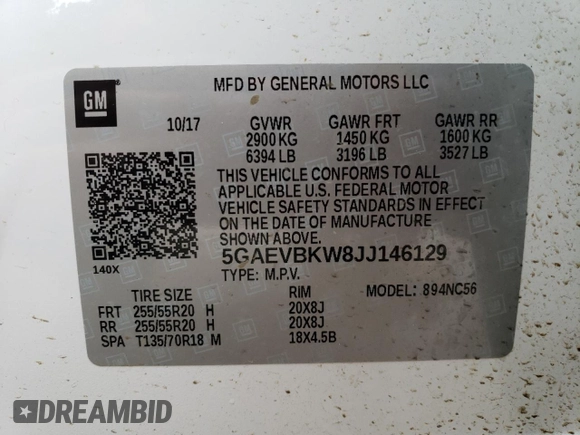 GM
MFD BY GENERAL MOTORS LLC
10/17 GVWR GAWR FRT GAWR RR
2900 KG 1450 KG 1600 KG
6394 LB 3196 LB 3527 LB
THIS VEHICLE CONFORMS TO ALL
APPLICABLE U.S. FEDERAL MOTOR
VEHICLE SAFETY STANDARDS IN EFFECT
ON THE DATE OF MANUFACTURE
SHOWN ABOVE.
140X 5GAEVBKW8JJ146129
TYPE: M.P.V. MODEL: 894NC56
TIRE SIZE RIM
FRT 255/55R20 H 20X8J
RR 255/55R20 H 20X8J
SPA T135/70R18 M 18X4.5B
DREAMBID